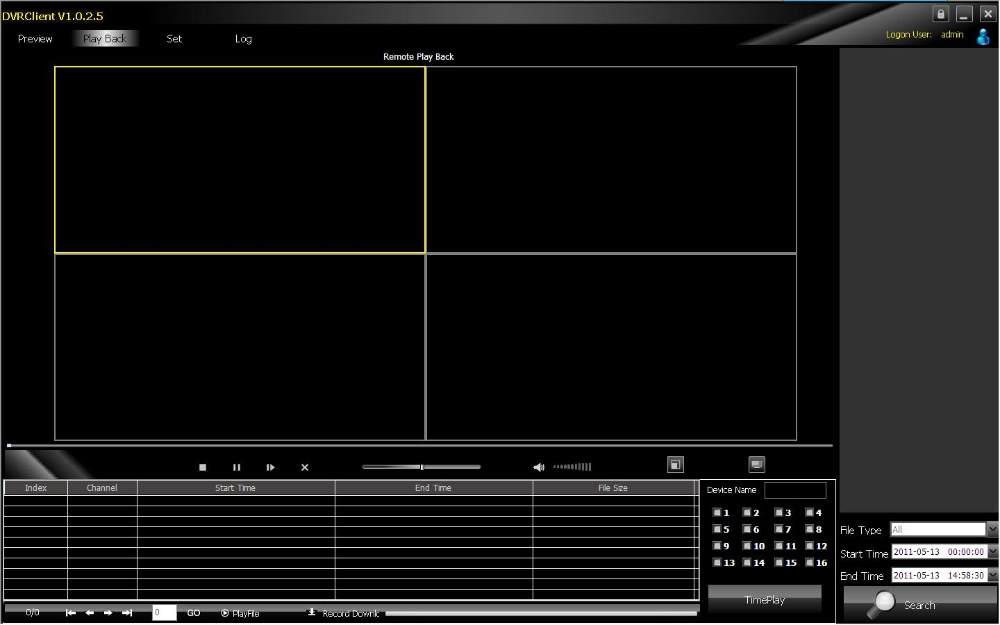 DVRClient V1.0.2.5
Preview Play Back Set Log
Logon User: admin
Remote Play Back
Index Channel Start Time End Time File Size
Device Name
1 2 3 4
5 6 7 8
9 10 11 12
13 14 15 16
TimePlay
File Type All
Start Time 2011-05-13 00:00:00
End Time 2011-05-13 14:58:30
Search
0/0 0 GO PlayFile Record Downlc